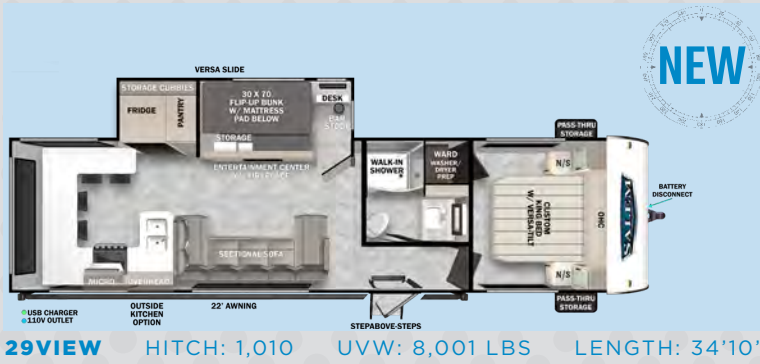 NEW
VERSA SLIDE
STORAGE CUBBIES
FRIDGE
PANTRY
30 X 70
FLIP-UP BUNK
W/ MATTRESS
PAD BELOW
STORAGE
DESK
BAR
STOOL
ENTERTAINMENT CENTER
W/ FIREPLACE
PASS-THRU
STORAGE
WALK-IN
SHOWER
WARD
WASHER/
DRYER
PREP
N/S
CUSTOM
KING BED
W/ VERSA-TILT
OHC
BATTERY
DISCONNECT
SALEM
N/S
PASS-THRU
STORAGE
SECTIONAL SOFA
MICRO
OVERHEAD
USB CHARGER
110V OUTLET
OUTSIDE
KITCHEN
OPTION
22' AWNING
STEPABOVE-STEPS
29VIEW HITCH: 1,010 UVW: 8,001 LBS LENGTH: 34'10"